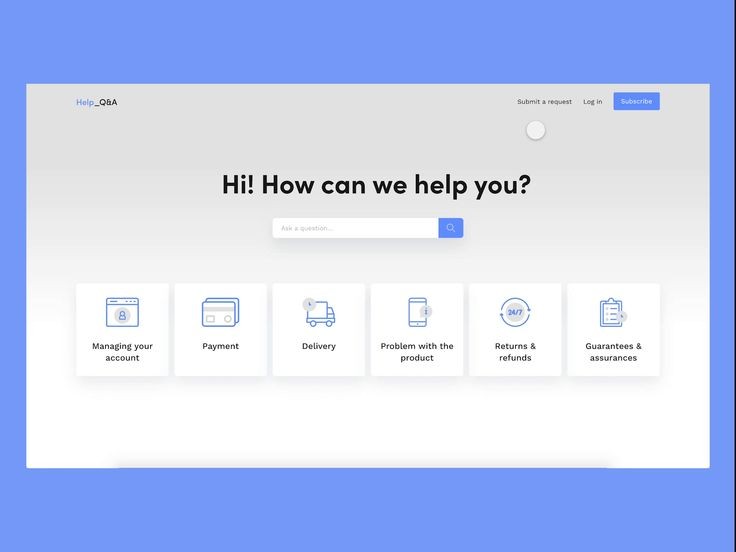 Help_Q&A
Submit a request
Log in
Subscribe
Hi! How can we help you?
Ask a question...
Managing your
account
Payment
Delivery
Problem with the
product
24/7
Returns &
refunds
Guarantees &
assurances